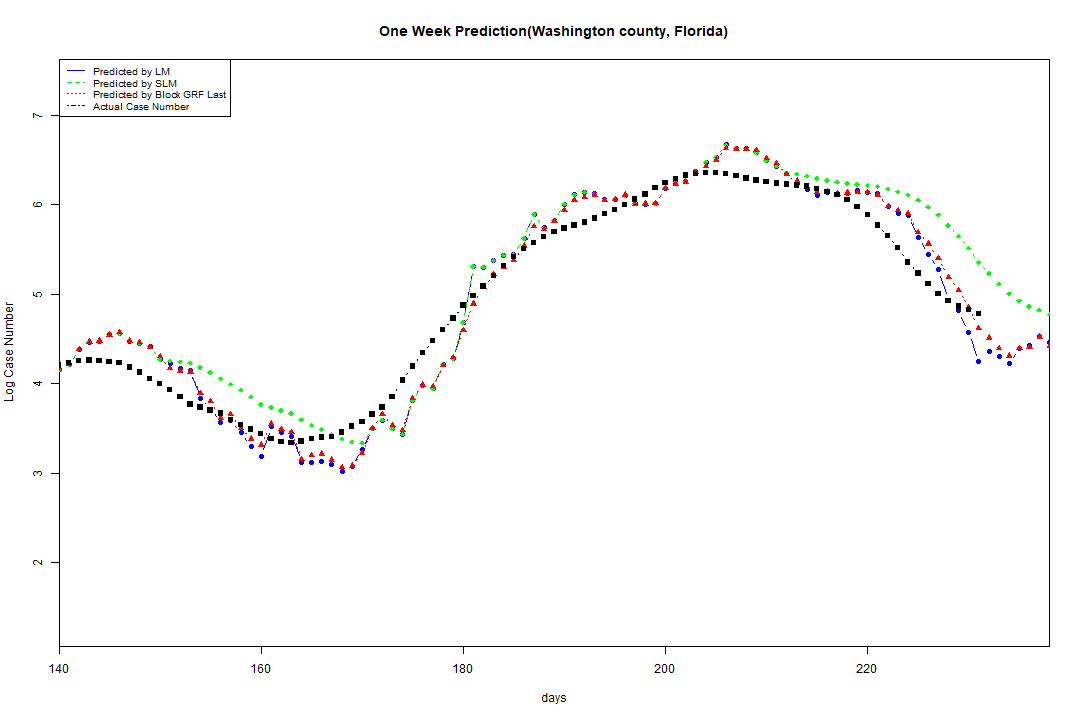 One Week Prediction(Washington county, Florida)
Predicted by LM
Predicted by SLM
Predicted by Block GRF Last
Actual Case Number
7
6
5
4
3
2
Log Case Number
140 160 180 200 220
days